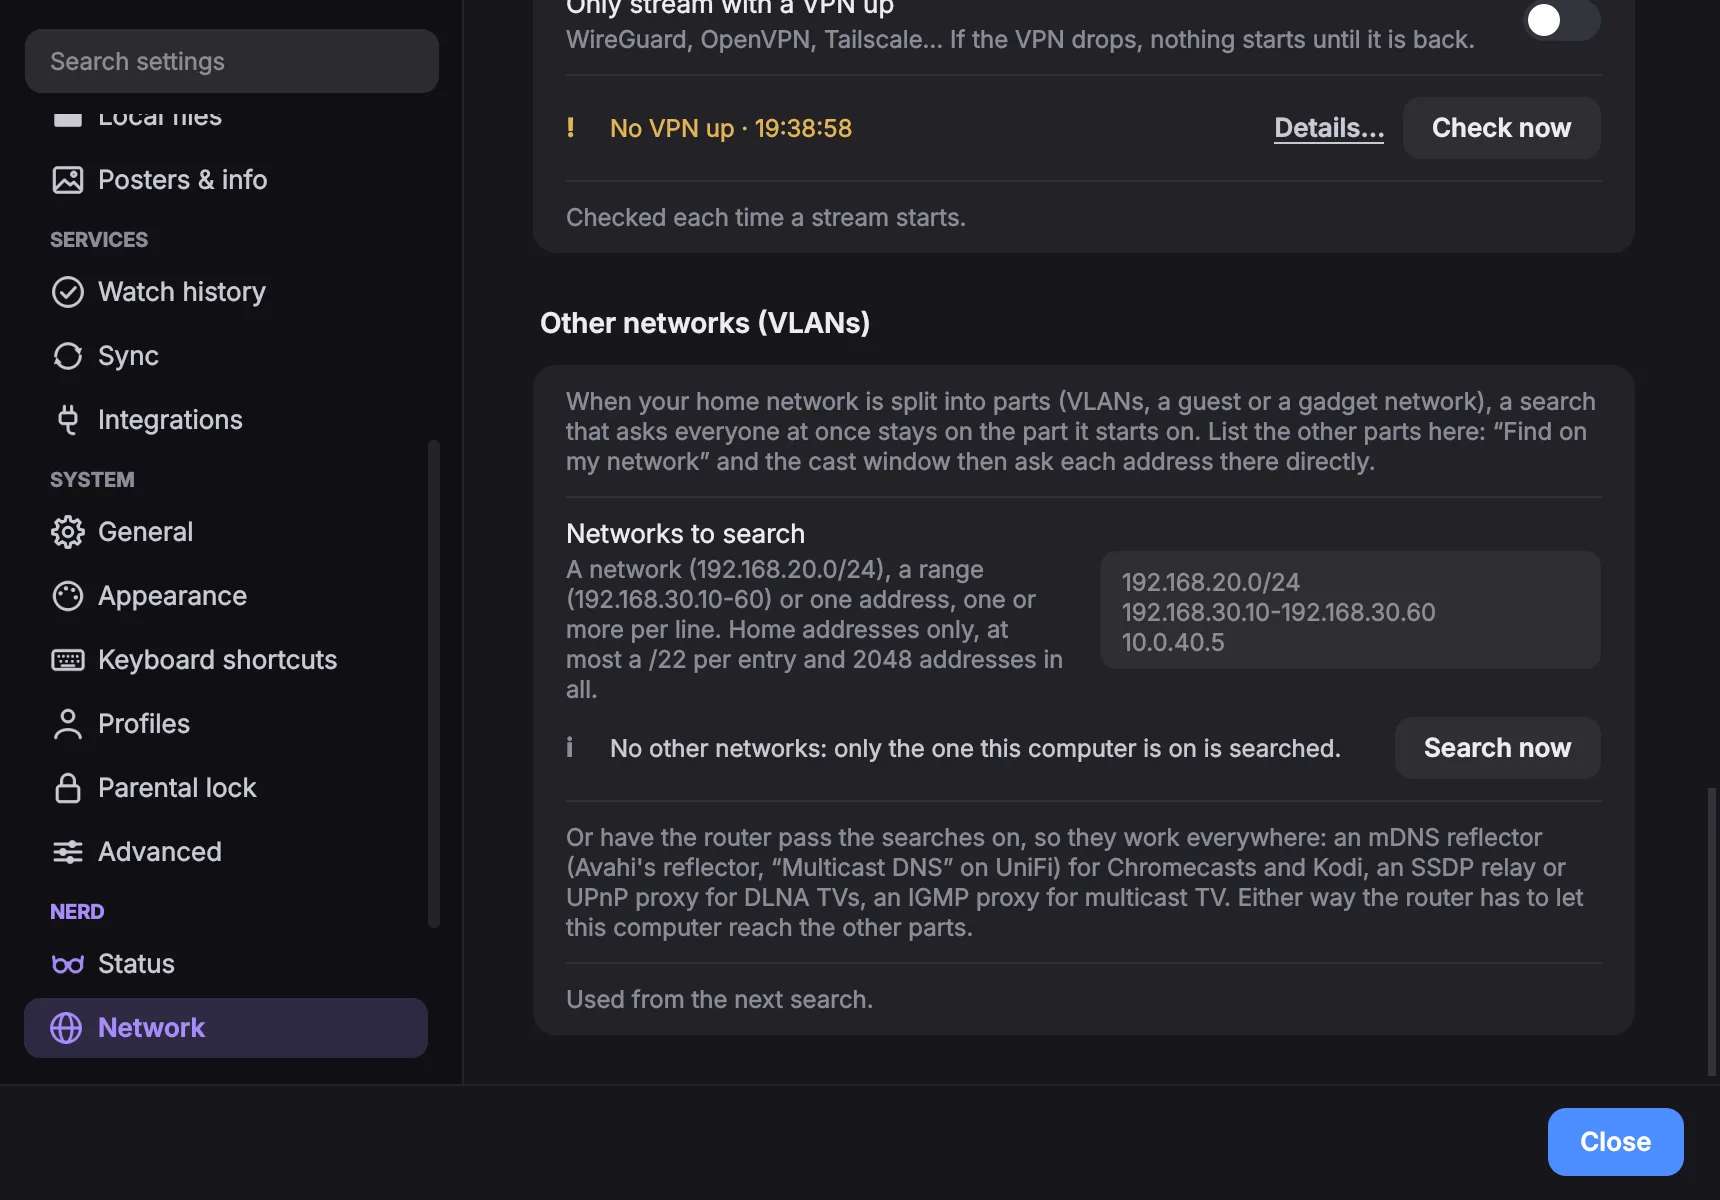 Search settings
Local files
Posters & info
SERVICES
Watch history
Sync
Integrations
SYSTEM
General
Appearance
Keyboard shortcuts
Profiles
Parental lock
Advanced
NERD
Status
Network
Only stream with a VPN up
WireGuard, OpenVPN, Tailscale... If the VPN drops, nothing starts until it is back.
! No VPN up · 19:38:58
Details...
Check now
Checked each time a stream starts.
Other networks (VLANs)
When your home network is split into parts (VLANs, a guest or a gadget network), a search
that asks everyone at once stays on the part it starts on. List the other parts here: “Find on
my network” and the cast window then ask each address there directly.
Networks to search
A network (192.168.20.0/24), a range
(192.168.30.10-60) or one address, one or
more per line. Home addresses only, at
most a /22 per entry and 2048 addresses in
all.
192.168.20.0/24
192.168.30.10-192.168.30.60
10.0.40.5
i No other networks: only the one this computer is on is searched.
Search now
Or have the router pass the searches on, so they work everywhere: an mDNS reflector
(Avahi's reflector, “Multicast DNS” on UniFi) for Chromecasts and Kodi, an SSDP relay or
UPnP proxy for DLNA TVs, an IGMP proxy for multicast TV. Either way the router has to let
this computer reach the other parts.
Used from the next search.
Close